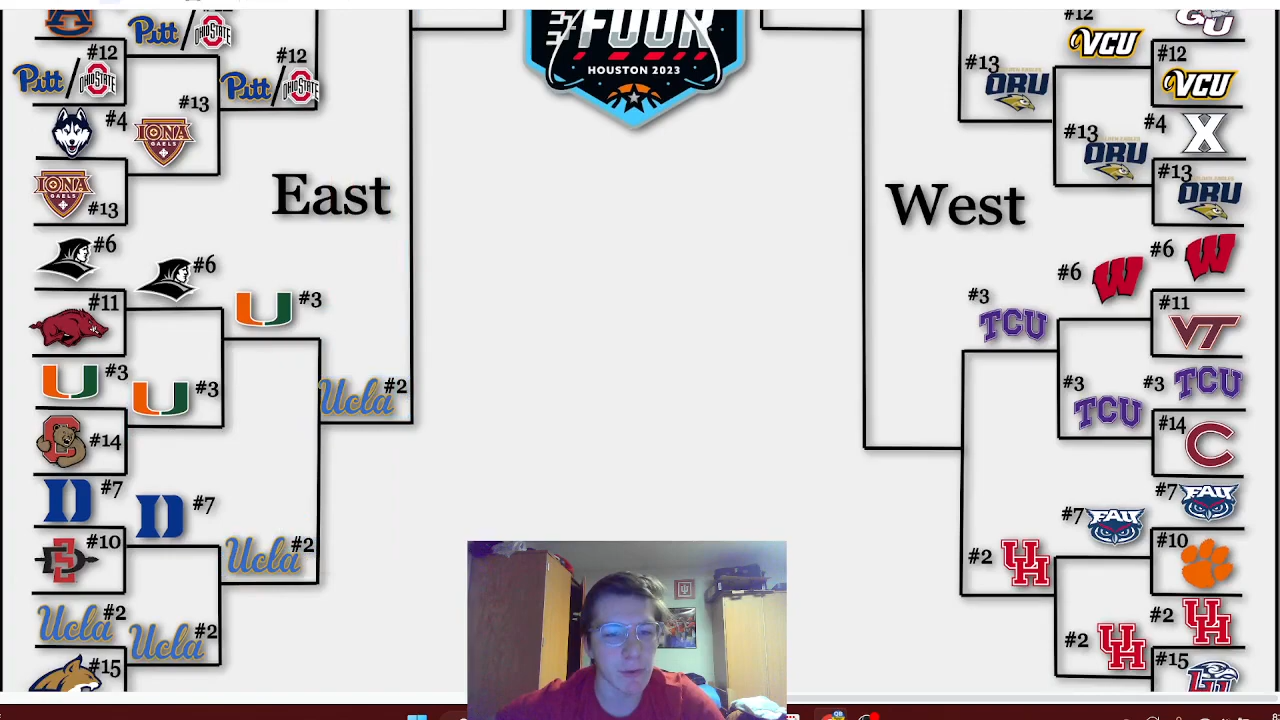 FOUR
HOUSTON 2023
East
West
Pitt / OHIO STATE
#12
Pitt / OHIO STATE
#12
Pitt / OHIO STATE
#4
#13
IONA
GAELS
IONA
GAELS
#13
#6
#6
#11
U #3
U #3
U #3
#14
D #7
D #7
#10
Ucla #2
Ucla #2
Ucla #2
Ucla #2
#15
#12
VCU
GU
#12
VCU
#13
ORU
#13
ORU
#4
X
#13
ORU
#6
W
#6
W
#11
VT
#3
TCU
#3
TCU
#3
TCU
#14
C
#7
FAU
#7
FAU
#10
#2
UH
#2
UH
#2
UH
#15